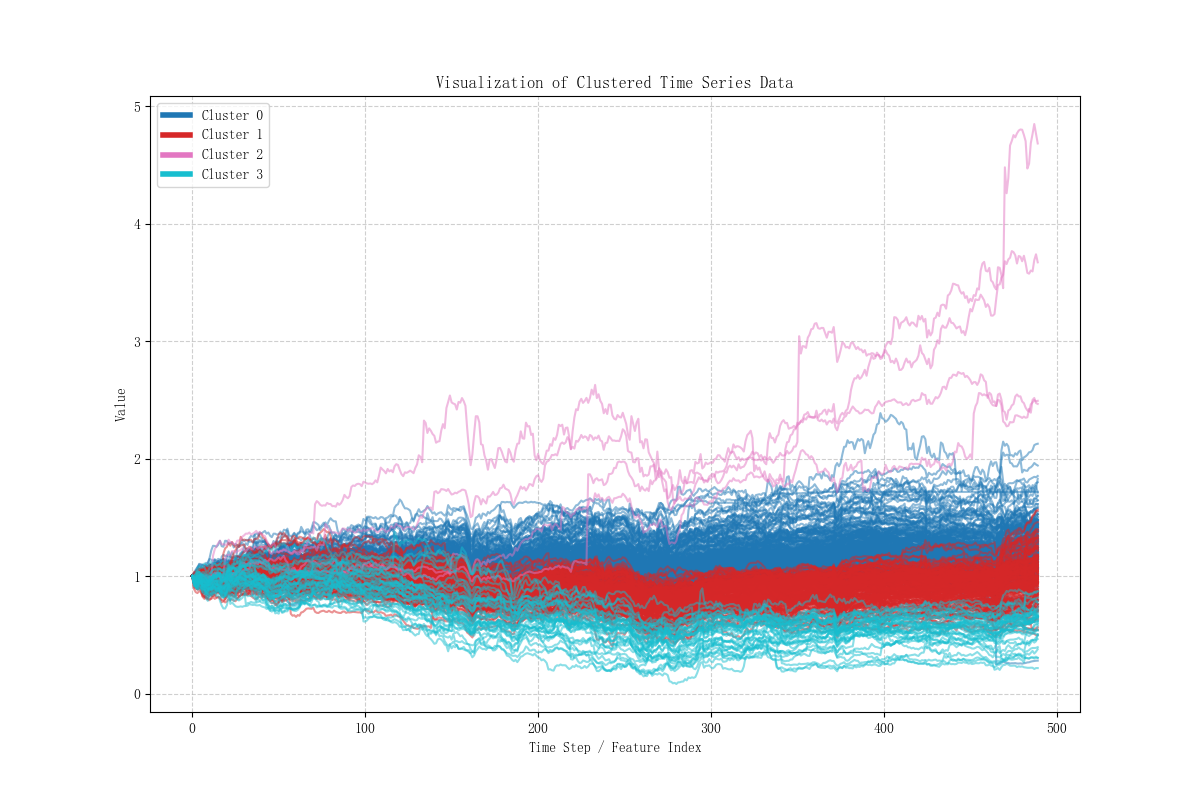 Visualization of Clustered Time Series Data
Cluster 0
Cluster 1
Cluster 2
Cluster 3
5
4
3
2
1
0
Value
0 100 200 300 400 500
Time Step / Feature Index